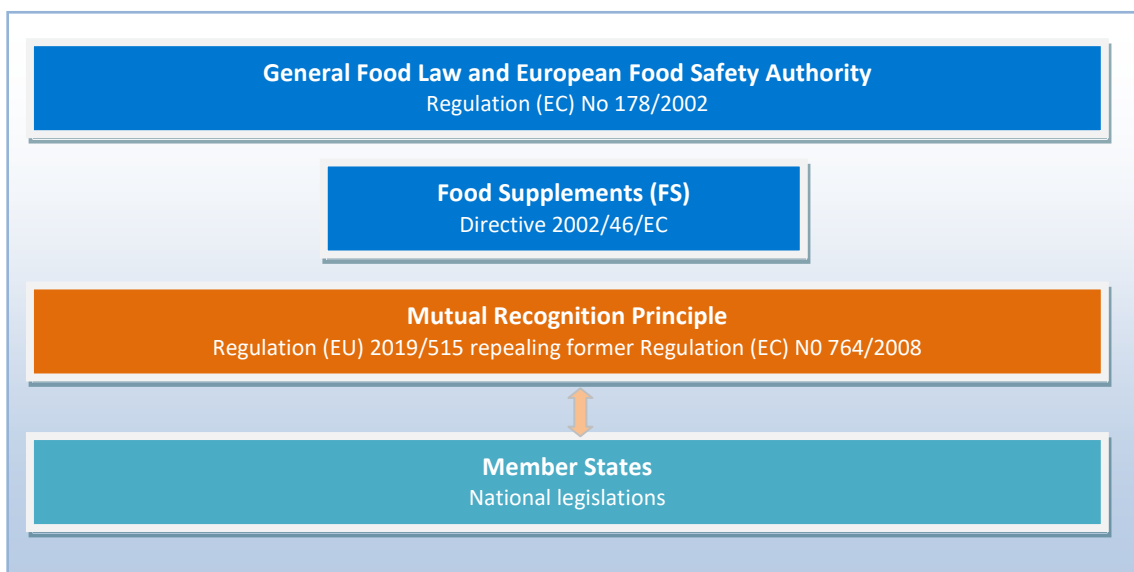 General Food Law and European Food Safety Authority
Regulation (EC) No 178/2002
Food Supplements (FS)
Directive 2002/46/EC
Mutual Recognition Principle
Regulation (EU) 2019/515 repealing former Regulation (EC) N0 764/2008
Member States
National legislations